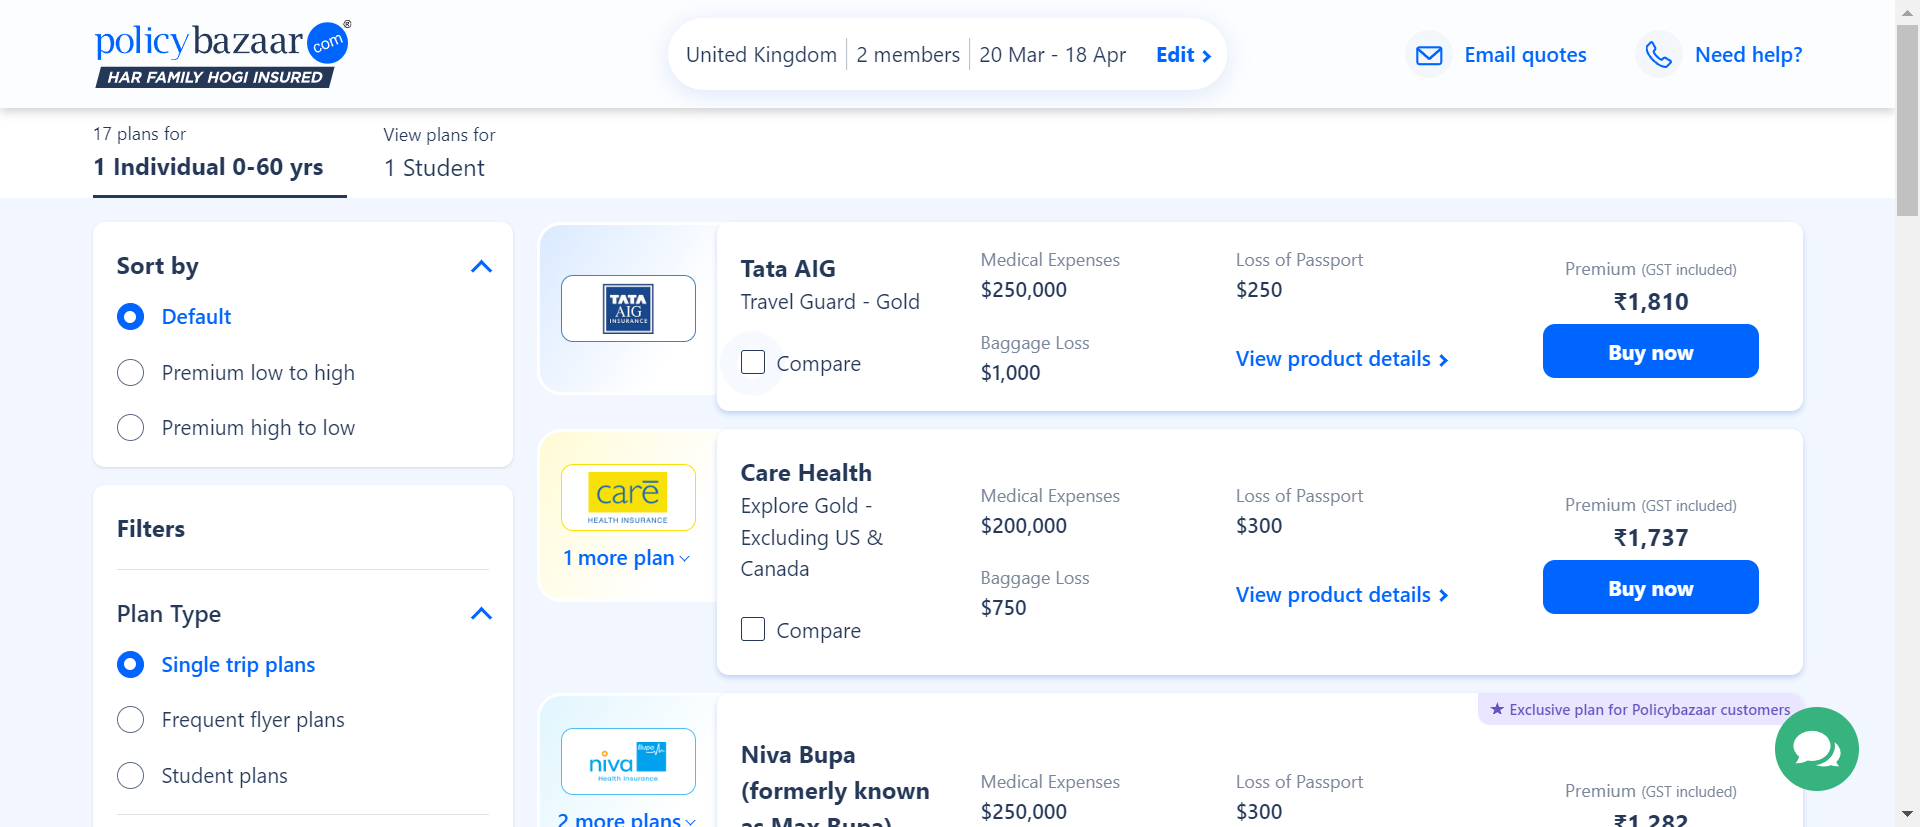 policybazaar.com®
HAR FAMILY HOGI INSURED
United Kingdom 2 members 20 Mar - 18 Apr Edit
Email quotes
Need help?
17 plans for
1 Individual 0-60 yrs
View plans for
1 Student
Sort by
Default
Premium low to high
Premium high to low
Filters
Plan Type
Single trip plans
Frequent flyer plans
Student plans
TATA
AIG
INSURANCE
Tata AIG
Travel Guard - Gold
Compare
Medical Expenses
$250,000
Loss of Passport
$250
Baggage Loss
$1,000
View product details
Premium (GST included)
₹1,810
Buy now
care
HEALTH INSURANCE
1 more plan
Care Health
Explore Gold -
Excluding US &
Canada
Compare
Medical Expenses
$200,000
Loss of Passport
$300
Baggage Loss
$750
View product details
Premium (GST included)
₹1,737
Buy now
Exclusive plan for Policybazaar customers
niva Bupa
Health Insurance
2 more plans
Niva Bupa
(formerly known
as Max Bupa)
Medical Expenses
$250,000
Loss of Passport
$300
Premium (GST included)
₹1,282